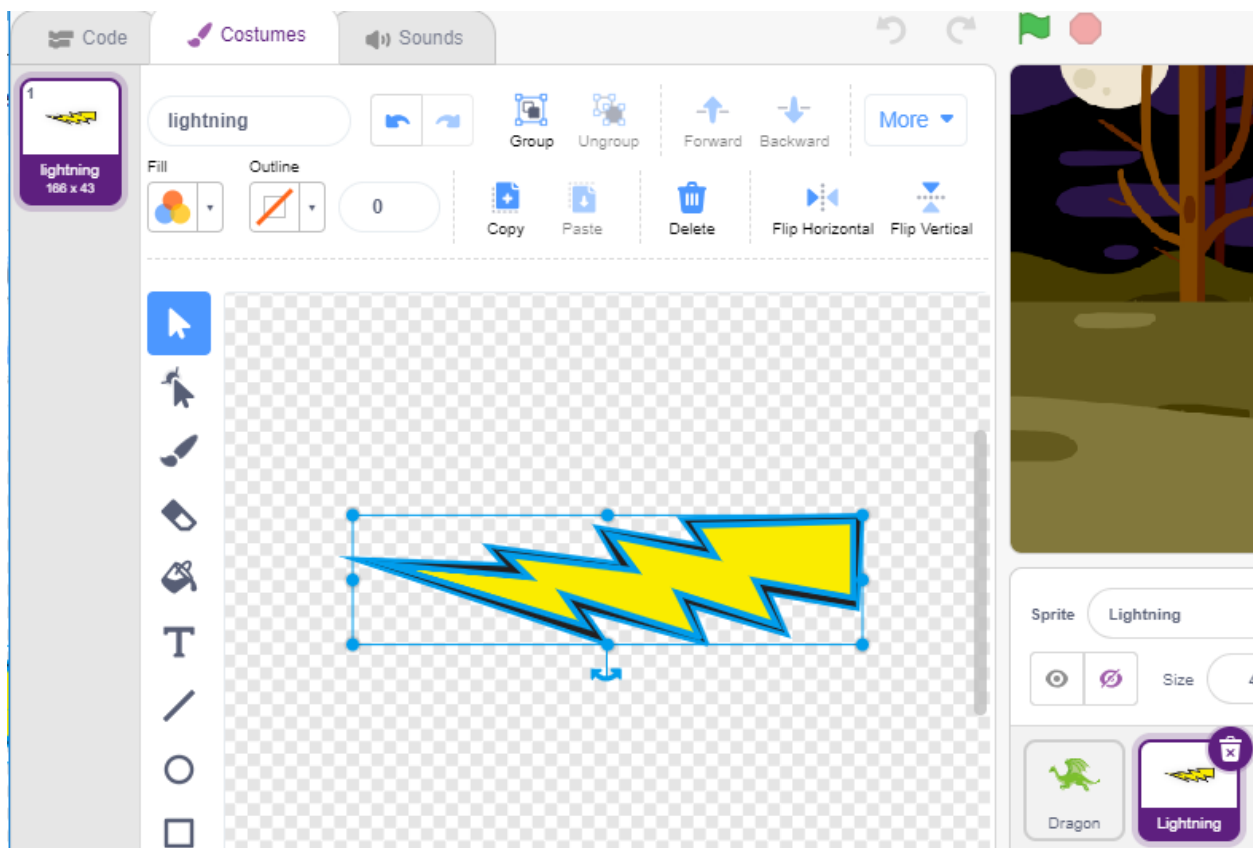 Code
Costumes
Sounds
1
lightning
166 x 43
lightning
Group
Ungroup
Forward
Backward
More
Fill
Outline
0
Copy
Paste
Delete
Flip Horizontal
Flip Vertical
T
Sprite
Lightning
Size
Dragon
Lightning